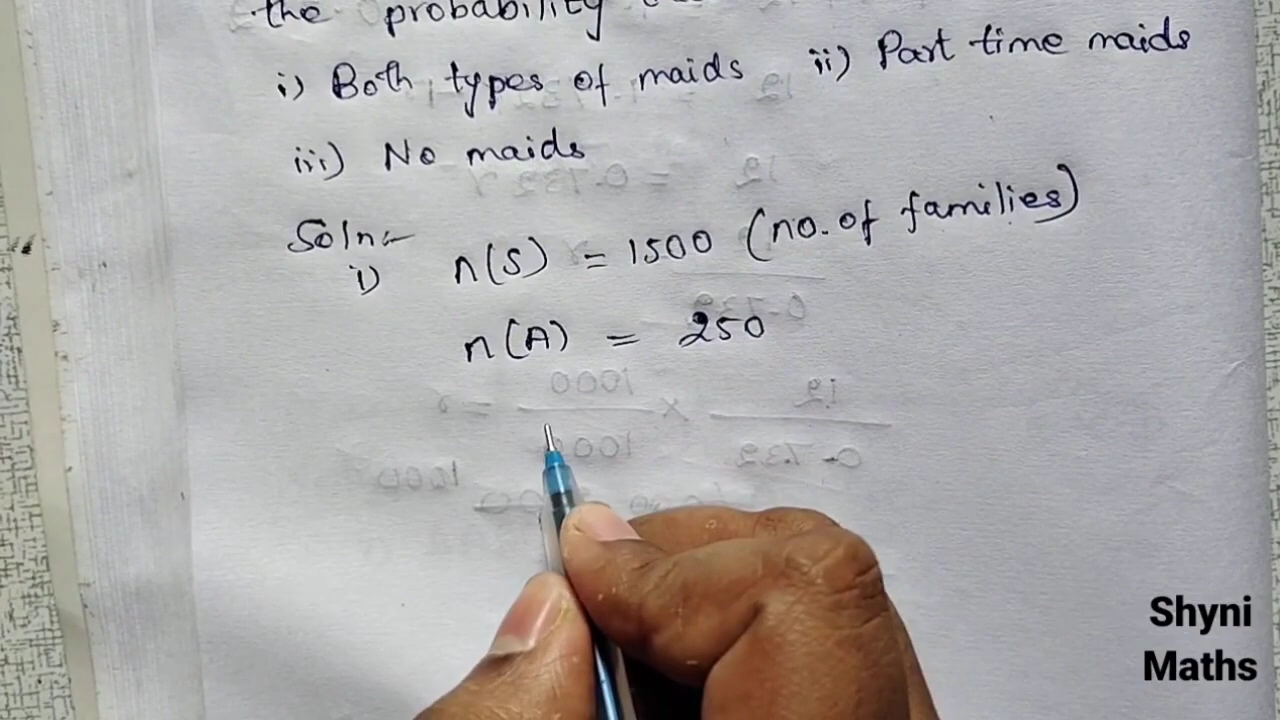 the probability
i) Both types of maids ii) Part time maids
iii) No maids
Soln:-
i) n(S) = 1500 (no. of families)
n(A) = 250
Shyni
Maths